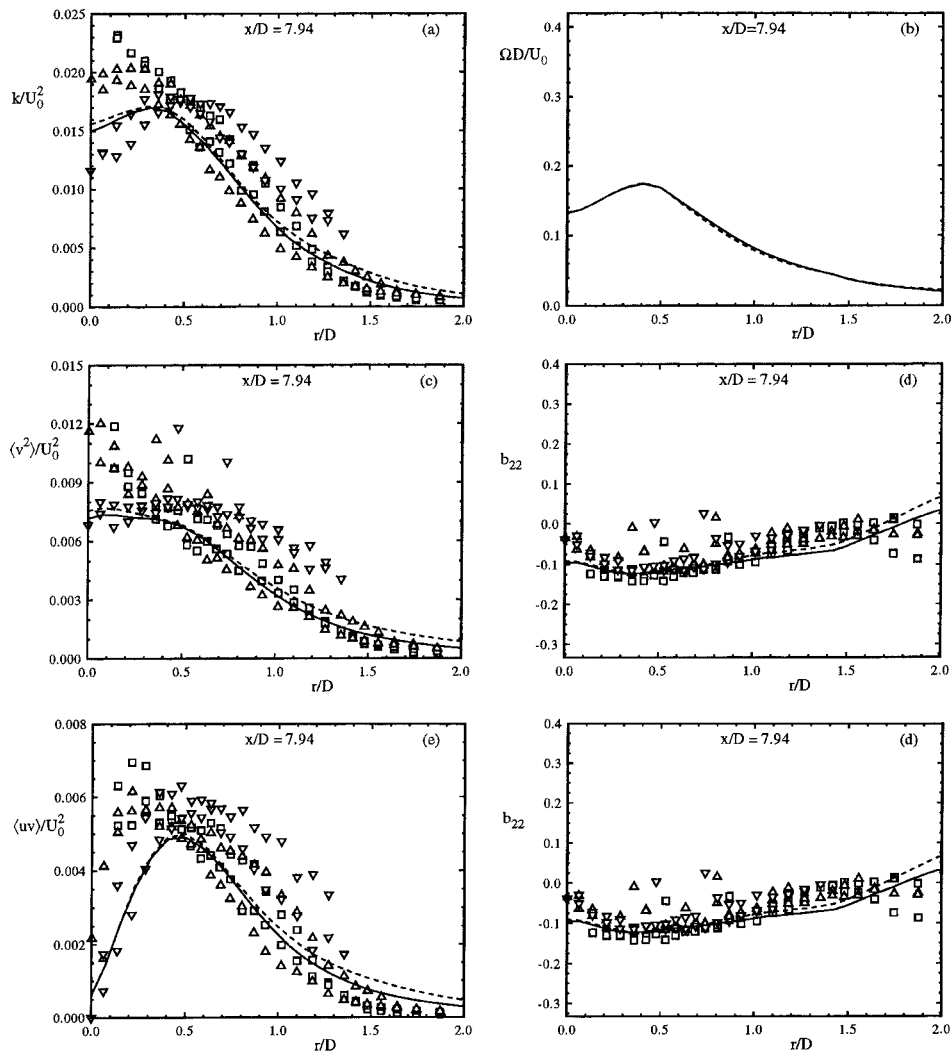 x/D = 7.94
(a)
k/U₀²
0.025
0.020
0.015
0.010
0.005
0.000
0.0 0.5 1.0 1.5 2.0
r/D
x/D=7.94
(b)
ΩD/U₀
0.4
0.3
0.2
0.1
0.0
0.0 0.5 1.0 1.5 2.0
r/D
x/D = 7.94
(c)
⟨v²⟩/U₀²
0.015
0.012
0.009
0.006
0.003
0.000
0.0 0.5 1.0 1.5 2.0
r/D
x/D = 7.94
(d)
b₂₂
0.4
0.3
0.2
0.1
0.0
-0.1
-0.2
-0.3
0.0 0.5 1.0 1.5 2.0
r/D
x/D = 7.94
(e)
⟨uv⟩/U₀²
0.008
0.006
0.004
0.002
0.000
0.0 0.5 1.0 1.5 2.0
r/D
x/D = 7.94
(d)
b₂₂
0.4
0.3
0.2
0.1
0.0
-0.1
-0.2
-0.3
0.0 0.5 1.0 1.5 2.0
r/D